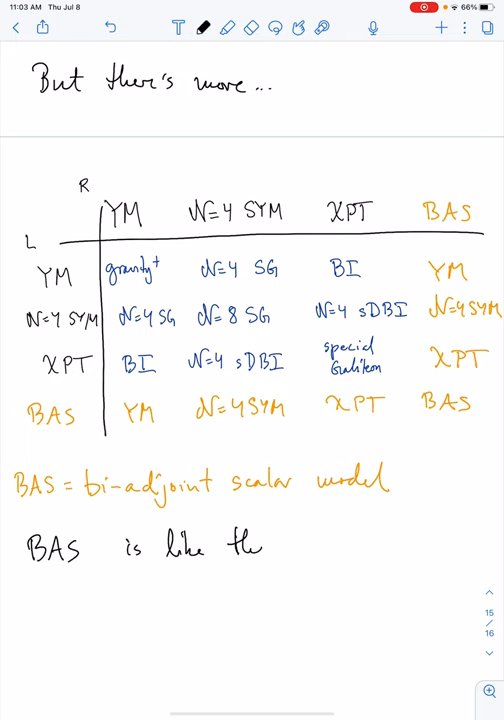 11:03 AM Tue Jul 8
66%
But there's more...
R
YM N=4 SYM XPT BAS
L
YM gravity+ N=4 SG BI YM
N=4 SYM N=4 SG N=8 SG N=4 sDBI N=4 SYM
XPT BI N=4 sDBI special Galileon XPT
BAS YM N=4 SYM XPT BAS
BAS = bi-adjoint scalar model
BAS is like the
15
/
16